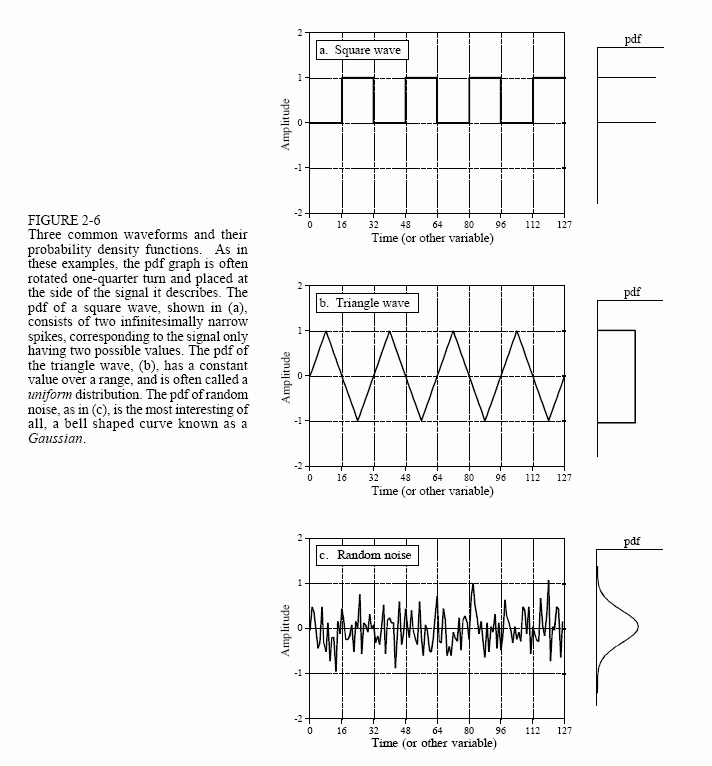 FIGURE 2-6
Three common waveforms and their
probability density functions. As in
these examples, the pdf graph is often
rotated one-quarter turn and placed at
the side of the signal it describes. The
pdf of a square wave, shown in (a),
consists of two infinitesimally narrow
spikes, corresponding to the signal only
having two possible values. The pdf of
the triangle wave, (b), has a constant
value over a range, and is often called a
uniform distribution. The pdf of random
noise, as in (c), is the most interesting of
all, a bell shaped curve known as a
Gaussian.
a. Square wave
pdf
Amplitude
2
1
0
-1
-2
0 16 32 48 64 80 96 112 127
Time (or other variable)
b. Triangle wave
pdf
Amplitude
2
1
0
-1
-2
0 16 32 48 64 80 96 112 127
Time (or other variable)
c. Random noise
pdf
Amplitude
2
1
0
-1
-2
0 16 32 48 64 80 96 112 127
Time (or other variable)